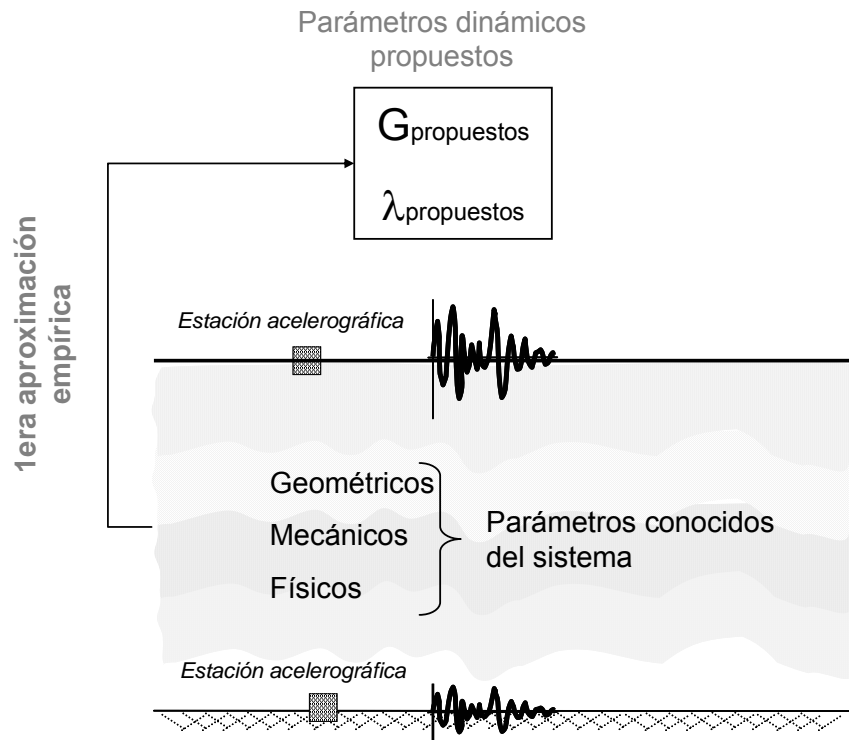 Parámetros dinámicos
propuestos
Gpropuestos
λpropuestos
1era aproximación
empírica
Estación acelerográfica
Geométricos
Mecánicos
Físicos
Parámetros conocidos
del sistema
Estación acelerográfica